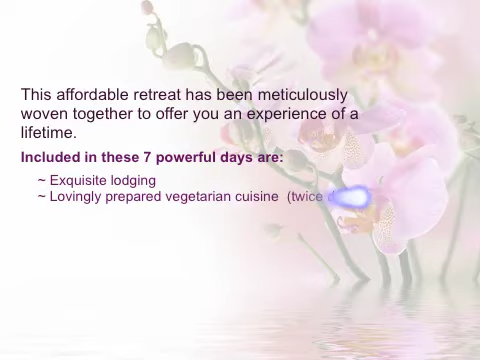 This affordable retreat has been meticulously
woven together to offer you an experience of a
lifetime.
Included in these 7 powerful days are:
~ Exquisite lodging
~ Lovingly prepared vegetarian cuisine (twice